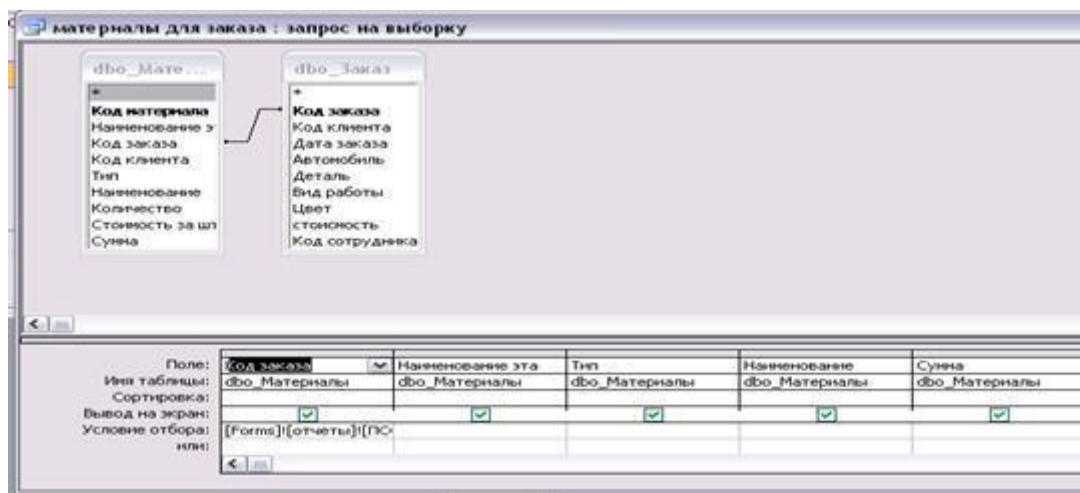 материалы для заказа : запрос на выборку
dbo_Мате...
*
Код материала
Наименование э
Код заказа
Код клиента
Тип
Наименование
Количество
Стоимость за шт
Сумма
dbo_Заказ
*
Код заказа
Код клиента
Дата заказа
Автомобиль
Деталь
Вид работы
Цвет
стоисмость
Код сотрудника
Поле: Код заказа Наименование эта Тип Наименование Сумма
Имя таблицы: dbo_Материалы dbo_Материалы dbo_Материалы dbo_Материалы dbo_Материалы
Сортировка:
Вывод на экран:
Условие отбора: [Forms]![отчеты]![ПО
или: